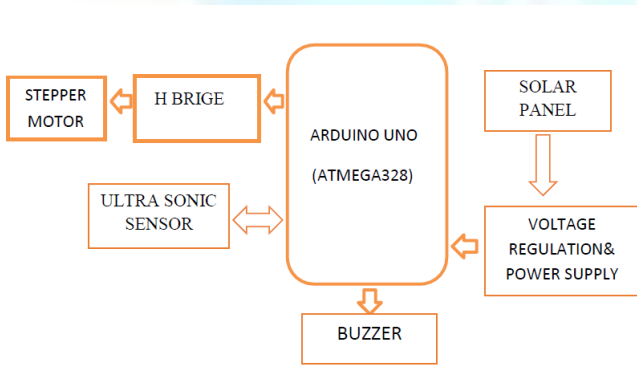 STEPPER
MOTOR
H BRIGE
ARDUINO UNO
(ATMEGA328)
SOLAR
PANEL
ULTRA SONIC
SENSOR
VOLTAGE
REGULATION&
POWER SUPPLY
BUZZER